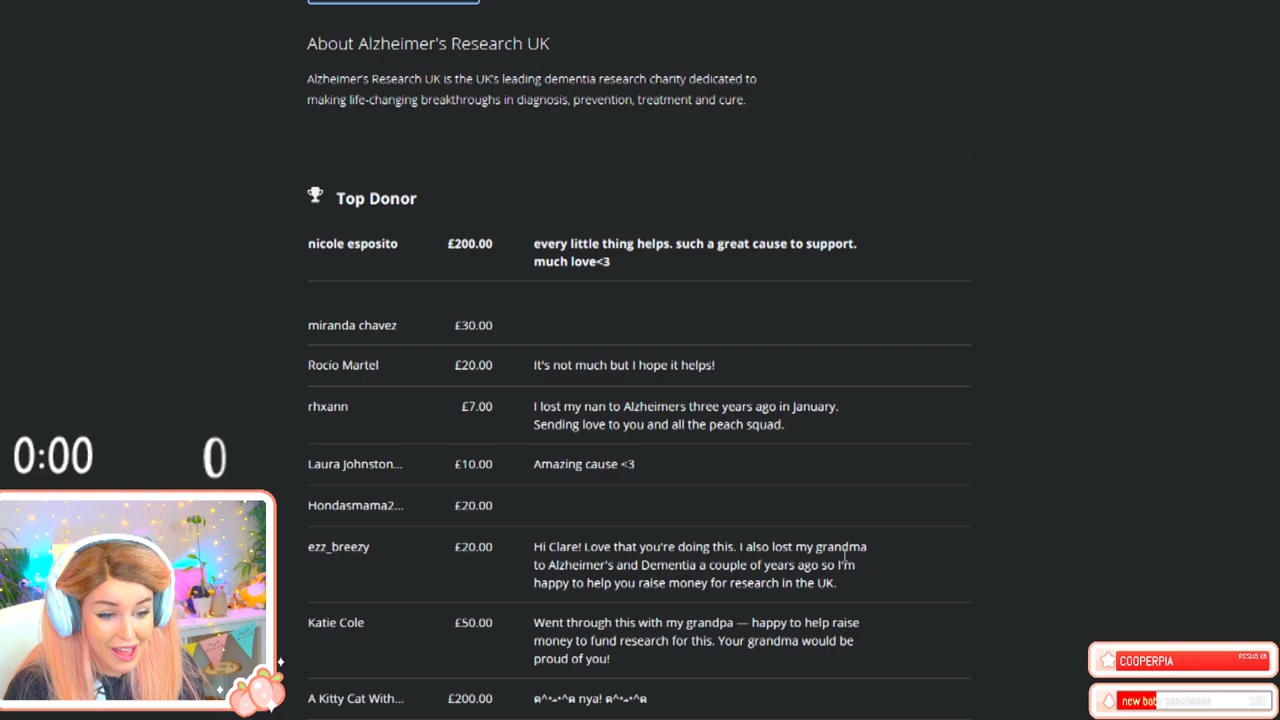 About Alzheimer's Research UK
Alzheimer's Research UK is the UK's leading dementia research charity dedicated to
making life-changing breakthroughs in diagnosis, prevention, treatment and cure.
Top Donor
nicole esposito £200.00 every little thing helps. such a great cause to support.
much love<3
miranda chavez £30.00
Rocio Martel £20.00 It's not much but I hope it helps!
rhxann £7.00 I lost my nan to Alzheimers three years ago in January.
Sending love to you and all the peach squad.
Laura Johnston... £10.00 Amazing cause <3
Hondasmama2... £20.00
ezz_breezy £20.00 Hi Clare! Love that you're doing this. I also lost my grandma
to Alzheimer's and Dementia a couple of years ago so I'm
happy to help you raise money for research in the UK.
Katie Cole £50.00 Went through this with my grandpa — happy to help raise
money to fund research for this. Your grandma would be
proud of you!
A Kitty Cat With... £200.00 ฅ^•ﻌ•^ฅ nya! ฅ^•ﻌ•^ฅ
0:00 0
COOPERPIA
new bab